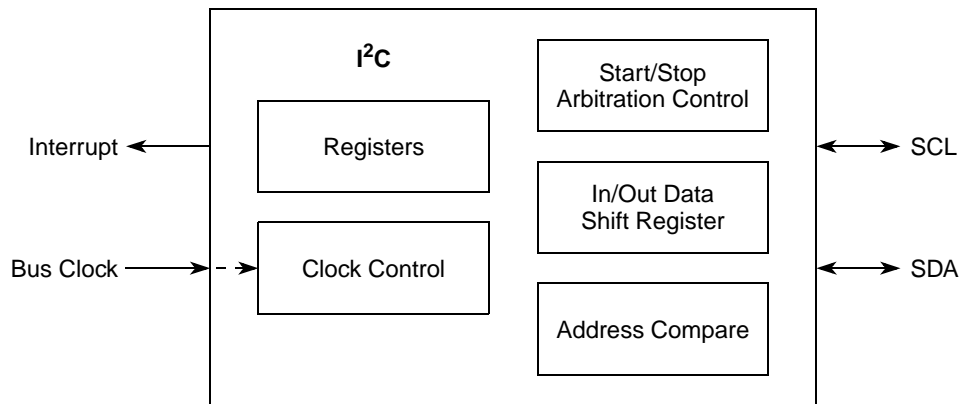 I²C
Start/Stop
Arbitration Control
Interrupt
Registers
SCL
In/Out Data
Shift Register
Bus Clock
Clock Control
SDA
Address Compare